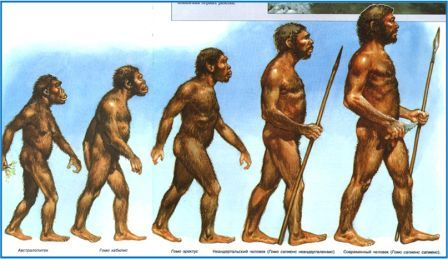 Австралопитек
Гомо хабилис
Гомо эректус
Неандертальский человек (Гомо сапиенс неандерталенсис)
Современный человек (Гомо сапиенс сапиенс).